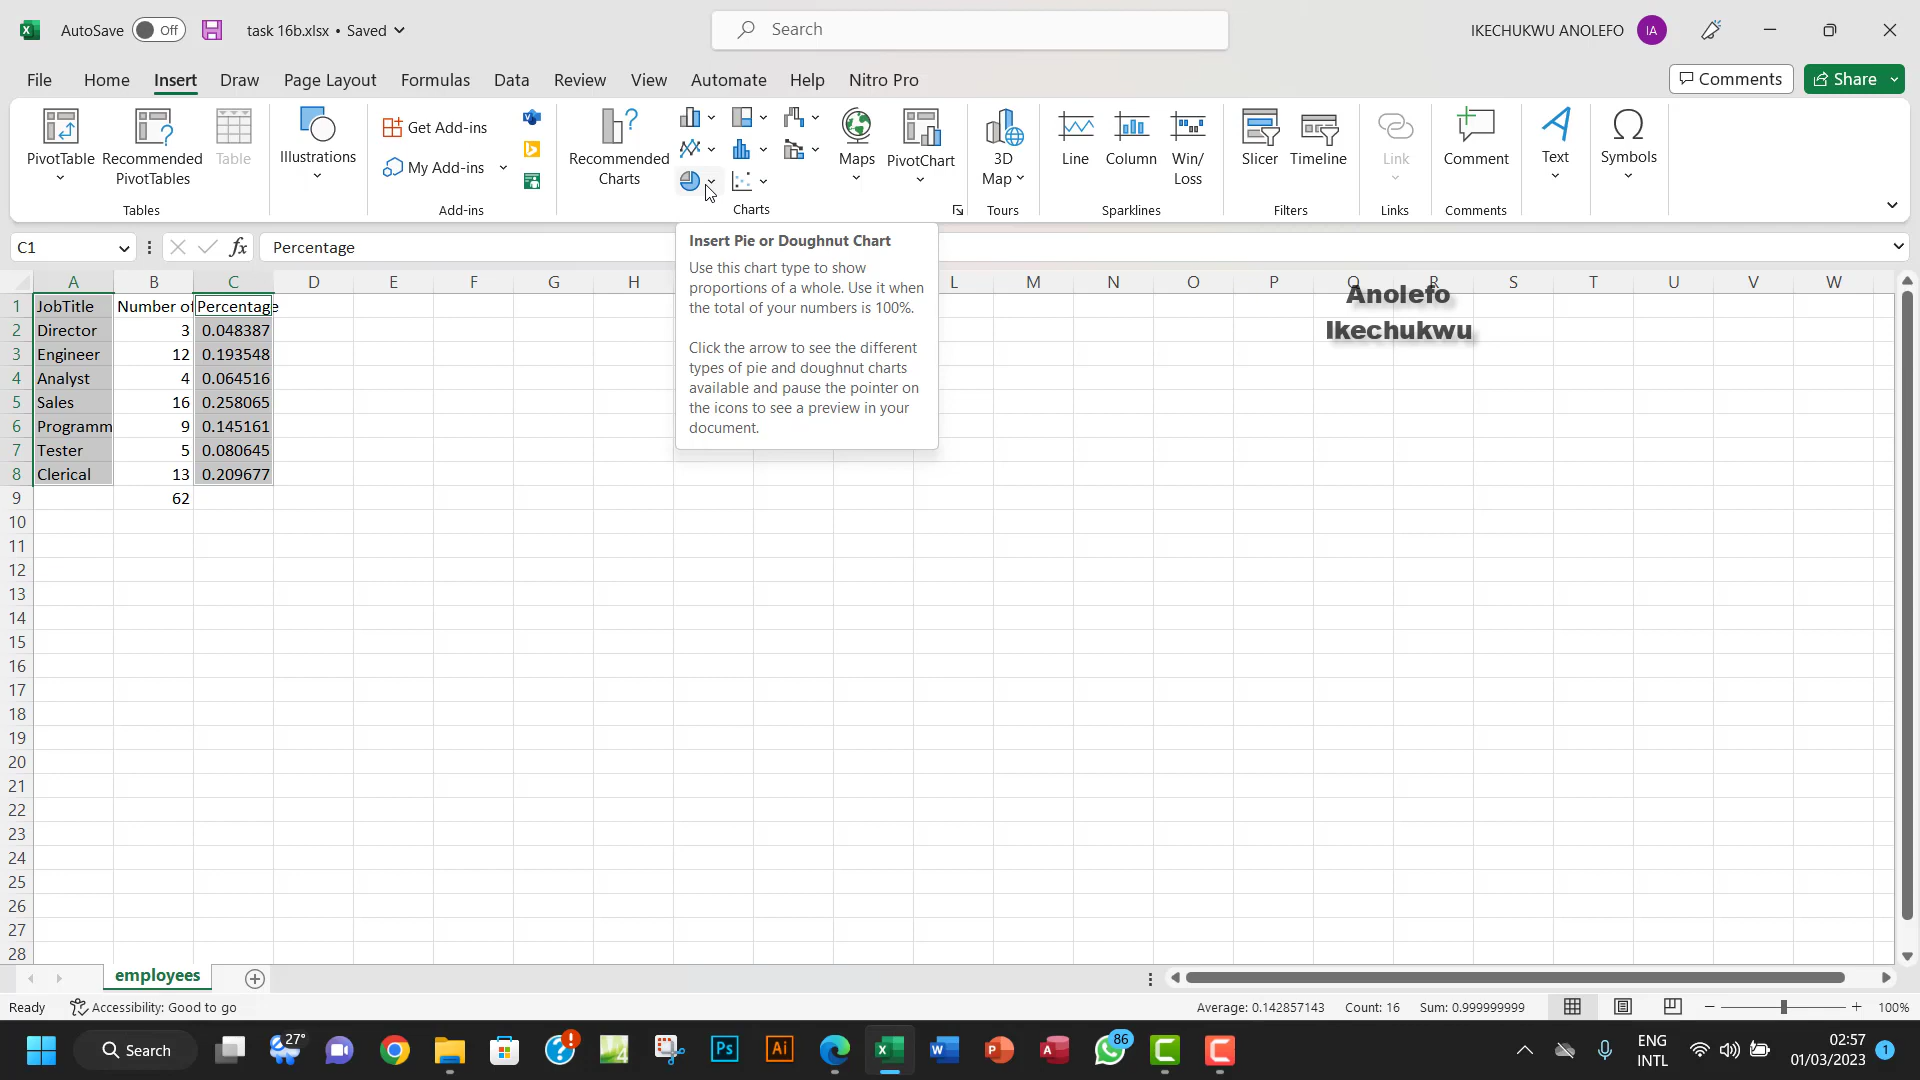 AutoSave Off task 16b.xlsx • Saved Search IKECHUKWU ANOLEFO IA
File Home Insert Draw Page Layout Formulas Data Review View Automate Help Nitro Pro Comments Share
PivotTable Recommended PivotTables Table Illustrations Get Add-ins My Add-ins Recommended Charts Maps PivotChart 3D Map Line Column Win/Loss Slicer Timeline Link Comment Text Symbols
Tables Add-ins Charts Tours Sparklines Filters Links Comments
C1 fx Percentage
Insert Pie or Doughnut Chart
Use this chart type to show
proportions of a whole. Use it when
the total of your numbers is 100%.
Click the arrow to see the different
types of pie and doughnut charts
available and pause the pointer on
the icons to see a preview in your
document.
A B C D E F G H L M N O P Q R S T U V W
Anolefo
Ikechukwu
1 JobTitle Number of Percentage
2 Director 3 0.048387
3 Engineer 12 0.193548
4 Analyst 4 0.064516
5 Sales 16 0.258065
6 Programm 9 0.145161
7 Tester 5 0.080645
8 Clerical 13 0.209677
9 62
10
11
12
13
14
15
16
17
18
19
20
21
22
23
24
25
26
27
28
employees
Ready Accessibility: Good to go Average: 0.142857143 Count: 16 Sum: 0.999999999 100%
Search 27° Ps Ai W P A 86 ENG 02:57
INTL 01/03/2023 1